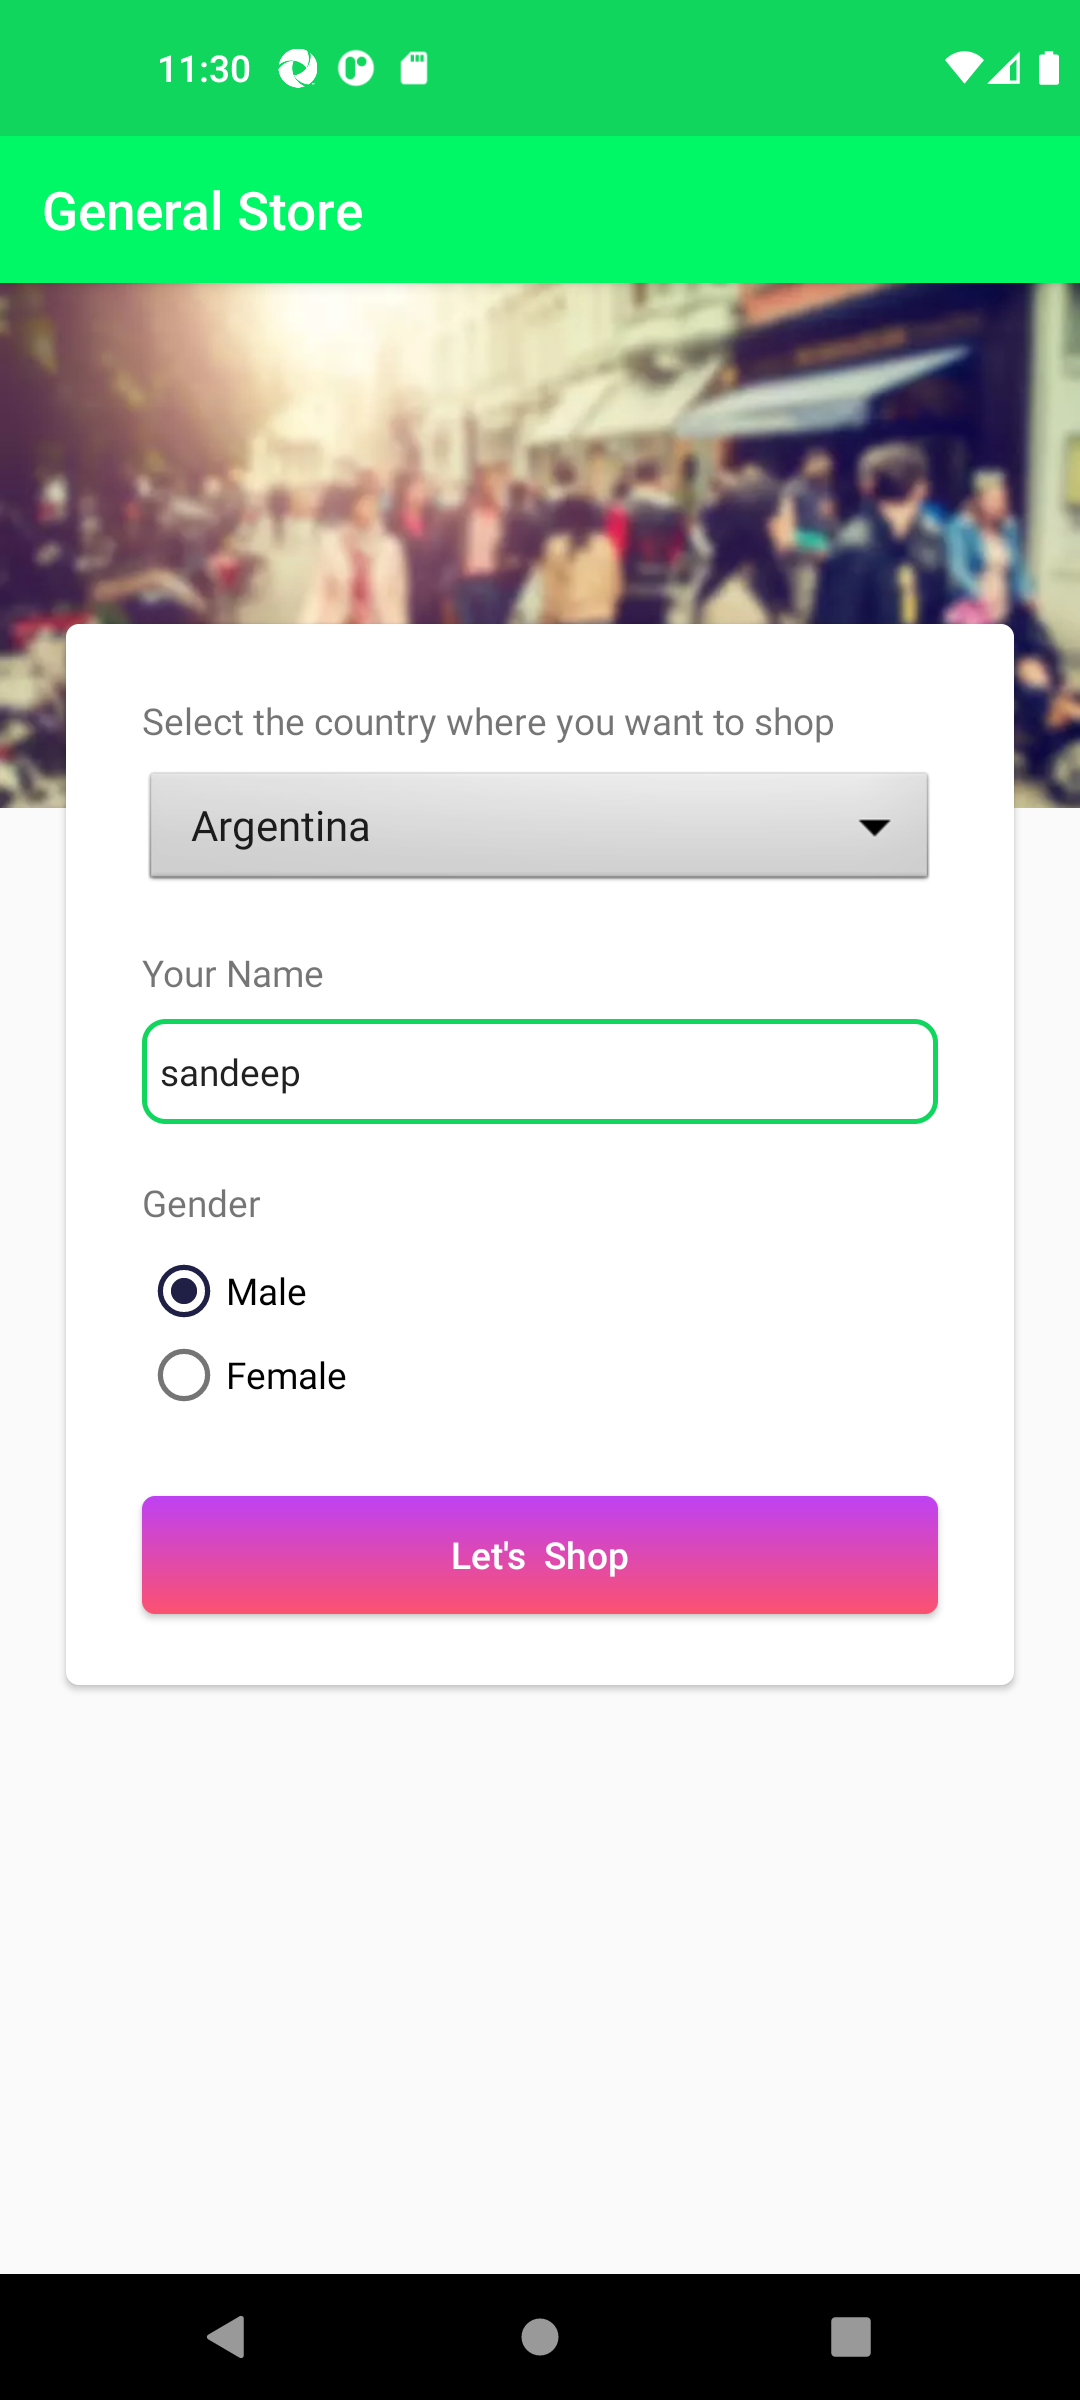 11:30
General Store
Select the country where you want to shop
Argentina
Your Name
sandeep
Gender
Male
Female
Let's Shop